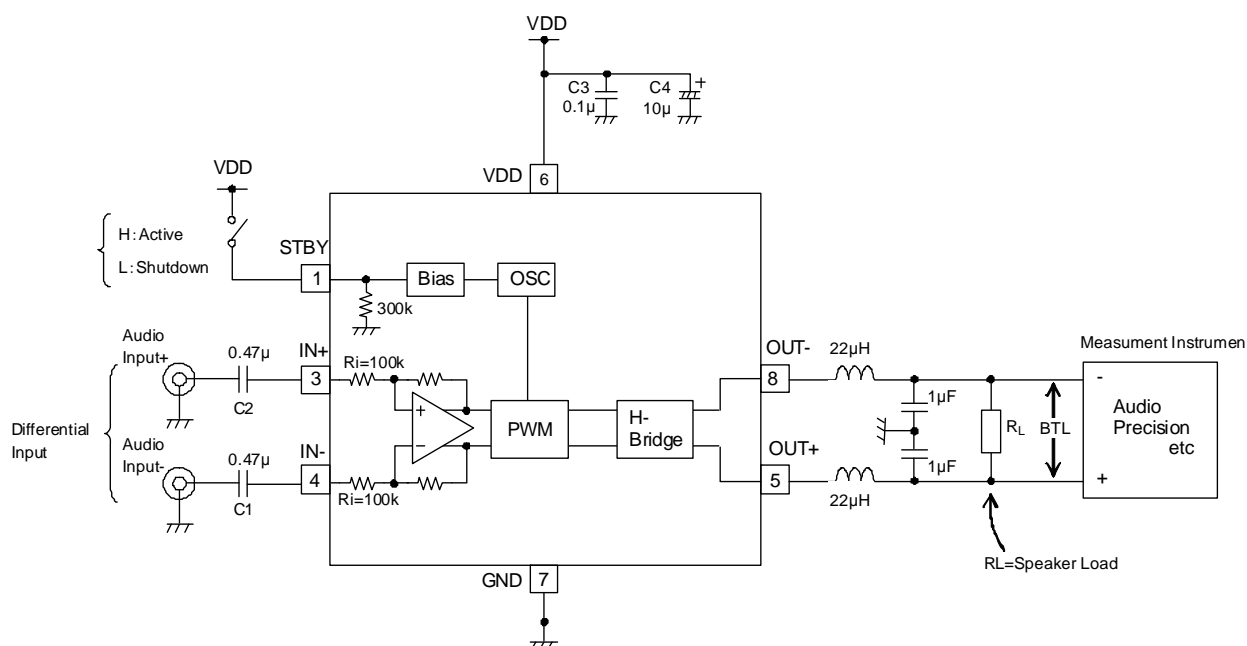 VDD
C3
0.1µ
C4
+
10µ
VDD
VDD
6
H: Active
L: Shutdown
STBY
1
Bias
OSC
300k
Audio
Input+
0.47µ
C2
IN+
3
Ri=100k
+
Differential
Input
Audio
Input-
0.47µ
C1
IN-
4
−
Ri=100k
PWM
H-
Bridge
OUT-
8
22µH
1µF
OUT+
5
22µH
1µF
RL
BTL
Measument Instrumen
-
Audio
Precision
etc
+
RL=Speaker Load
GND
7